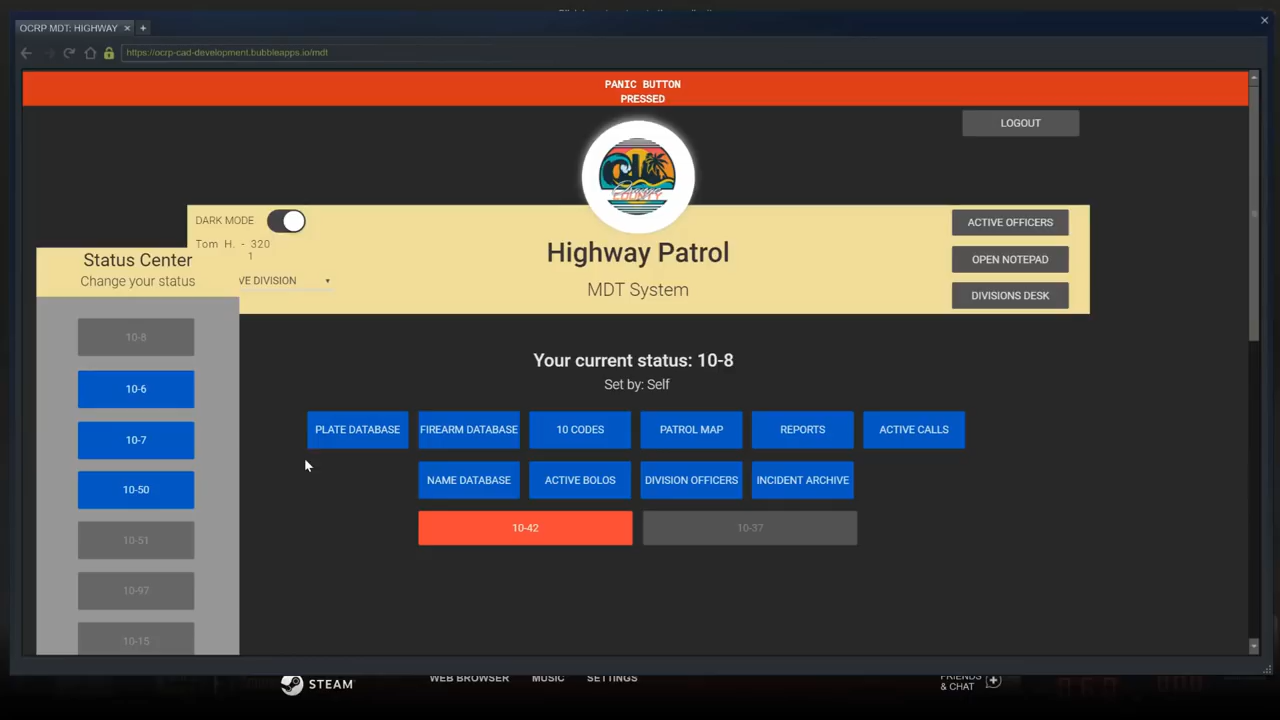 OCRP MDT: HIGHWAY
https://ocrp-cad-development.bubbleapps.io/mdt
PANIC BUTTON
PRESSED
LOGOUT
DARK MODE
Tom H. - 320
1
VE DIVISION
COUNTY
Highway Patrol
MDT System
ACTIVE OFFICERS
OPEN NOTEPAD
DIVISIONS DESK
Status Center
Change your status
10-8
10-6
10-7
10-50
10-51
10-97
10-15
Your current status: 10-8
Set by: Self
PLATE DATABASE
FIREARM DATABASE
10 CODES
PATROL MAP
REPORTS
ACTIVE CALLS
NAME DATABASE
ACTIVE BOLOS
DIVISION OFFICERS
INCIDENT ARCHIVE
10-42
10-37
STEAM
WEB BROWSER
MUSIC
SETTINGS
FRIENDS
& CHAT